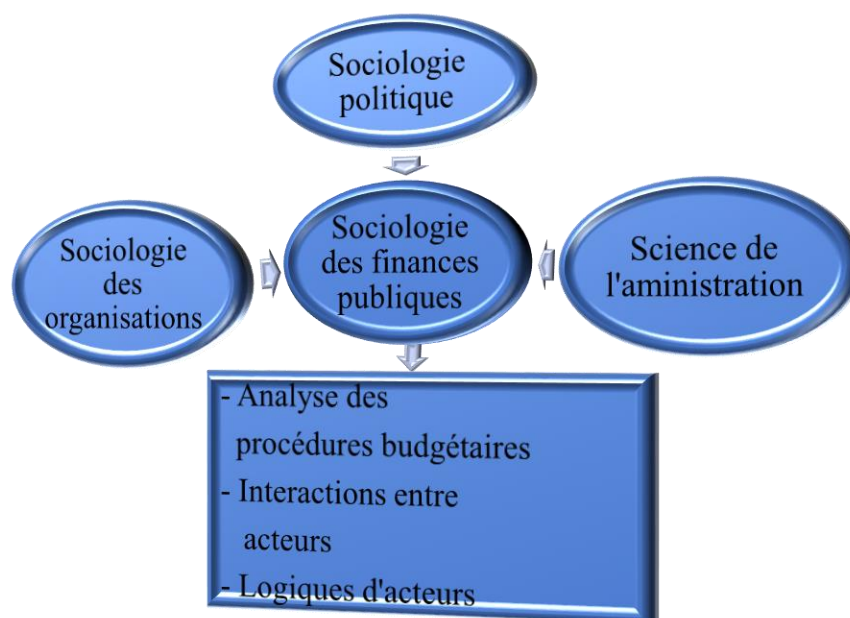 Sociologie
politique
Sociologie
des
organisations
Sociologie
des finances
publiques
Science de
l'aministration
- Analyse des
procédures budgétaires
- Interactions entre
acteurs
- Logiques d'acteurs